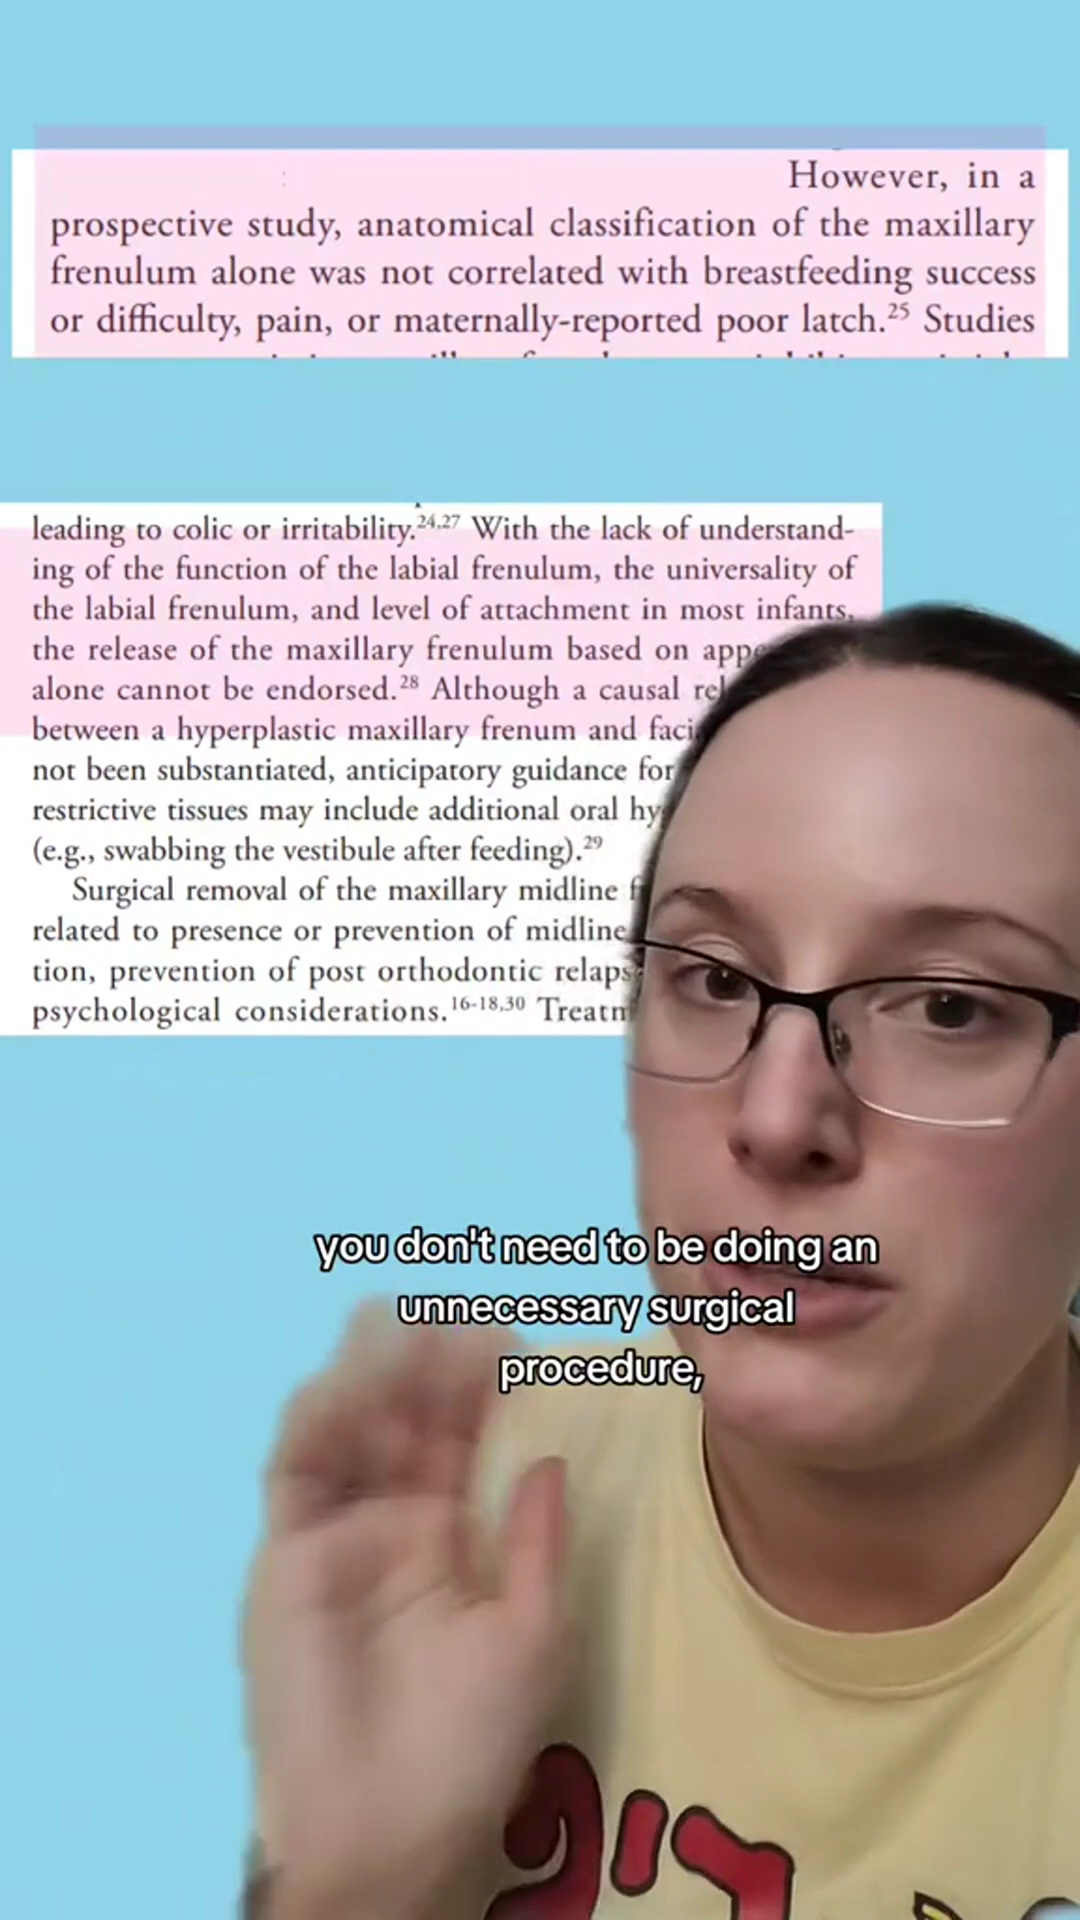 However, in a
prospective study, anatomical classification of the maxillary
frenulum alone was not correlated with breastfeeding success
or difficulty, pain, or maternally-reported poor latch.25 Studies
leading to colic or irritability.24,27 With the lack of understand-
ing of the function of the labial frenulum, the universality of
the labial frenulum, and level of attachment in most infants,
the release of the maxillary frenulum based on
alone cannot be endorsed.28 Although a causal
between a hyperplastic maxillary frenum and
not been substantiated, anticipatory guidance for
restrictive tissues may include additional oral
(e.g., swabbing the vestibule after feeding).29
Surgical removal of the maxillary midline
related to presence or prevention of midline
tion, prevention of post orthodontic
psychological considerations.16-18,30
you don't need to be doing an
unnecessary surgical
procedure,